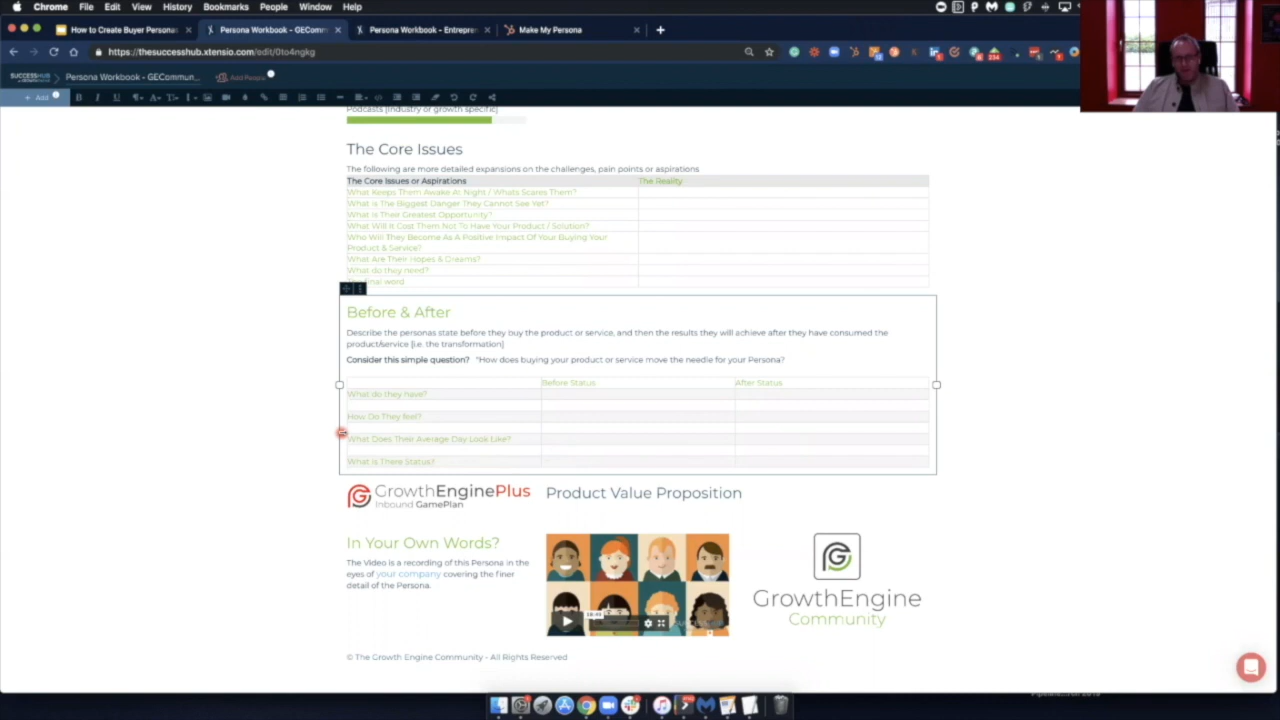 Chrome File Edit View History Bookmarks People Window Help
How to Create Buyer Persona
Persona Workbook - GEComm
Persona Workbook - Entrepre
Make My Persona
https://thesuccesshub.xtensio.com/edit/0to4ngkg
SUCCESSHUB
Persona Workbook - GECommun...
Add People
+ Add
Podcasts [Industry or growth specific]
The Core Issues
The following are more detailed expansions on the challenges, pain points or aspirations
The Core Issues or Aspirations The Reality
What Keeps Them Awake At Night / Whats Scares Them?
What Is The Biggest Danger They Cannot See Yet?
What Is Their Greatest Opportunity?
What Will It Cost Them Not To Have Your Product / Solution?
Who Will They Become As A Positive Impact Of Your Buying Your
Product & Service?
What Are Their Hopes & Dreams?
What do they need?
final word
Before & After
Describe the personas state before they buy the product or service, and then the results they will achieve after they have consumed the
product/service [i.e. the transformation]
Consider this simple question? "How does buying your product or service move the needle for your Persona?
Before Status After Status
What do they have?
How Do They feel?
What Does Their Average Day Look Like?
What Is There Status?
GrowthEnginePlus
Inbound GamePlan
Product Value Proposition
In Your Own Words?
The Video is a recording of this Persona in the
eyes of your company covering the finer
detail of the Persona.
GrowthEngine
Community
© The Growth Engine Community - All Rights Reserved